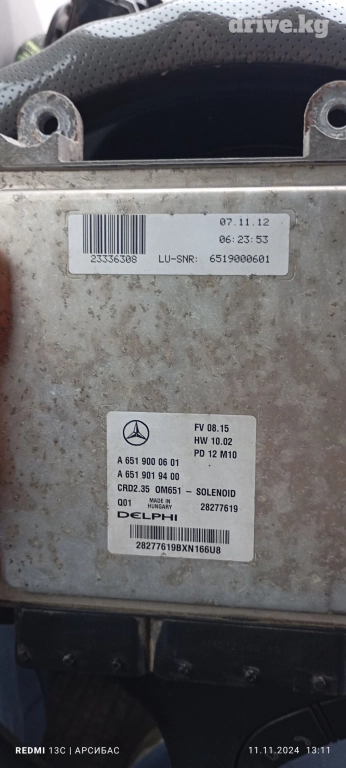 drive.kg
07.11.12
06:23:53
23336308 LU-SNR: 6519000601
FV 08.15
HW 10.02
PD 12 M10
A 651 900 06 01
A 651 901 94 00
CRD2.35 OM651 - SOLENOID
Q01 MADE IN HUNGARY 28277619
DELPHI
28277619BXN166U8
REDMI 13C | АРСИБАС 11.11.2024 13:11